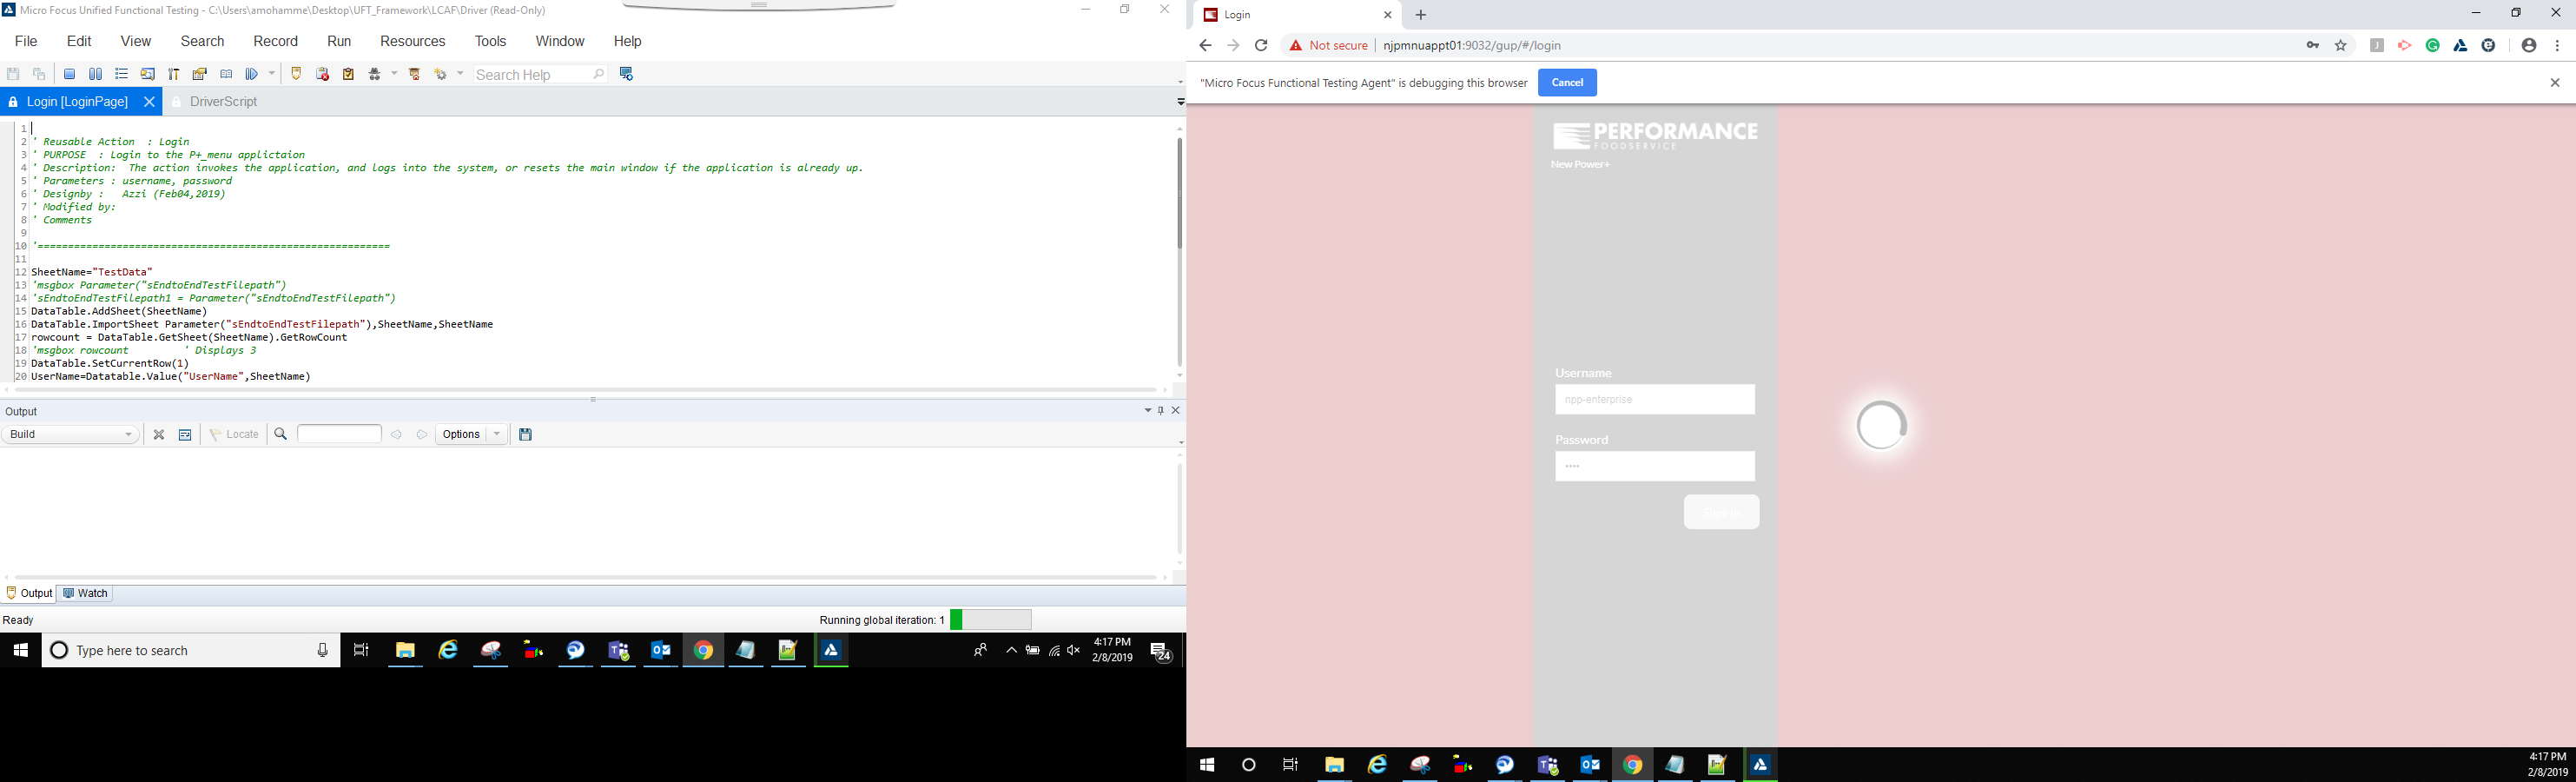 Micro Focus Unified Functional Testing - C:\Users\amohamme\Desktop\UFT_Framework\LCAF\Driver (Read-Only)
File Edit View Search Record Run Resources Tools Window Help
Search Help
Login [LoginPage] DriverScript
1
2 ' Reusable Action : Login
3 ' PURPOSE : Login to the P+_menu applictaion
4 ' Description: The action invokes the application, and logs into the system, or resets the main window if the application is already up.
5 ' Parameters : username, password
6 ' Designby : Azzi (Feb04,2019)
7 ' Modified by:
8 ' Comments
9
10 '==========================================================
11
12 SheetName="TestData"
13 'msgbox Parameter("sEndtoEndTestFilepath")
14 'sEndtoEndTestFilepath1 = Parameter("sEndtoEndTestFilepath")
15 DataTable.AddSheet(SheetName)
16 DataTable.ImportSheet Parameter("sEndtoEndTestFilepath"),SheetName,SheetName
17 rowcount = DataTable.GetSheet(SheetName).GetRowCount
18 'msgbox rowcount ' Displays 3
19 DataTable.SetCurrentRow(1)
20 UserName=Datatable.Value("UserName",SheetName)
Output
Build Locate Options
Output Watch
Ready Running global iteration: 1
Type here to search
4:17 PM
2/8/2019
24
Login
Not secure njpmnuappt01:9032/gup/#/login
"Micro Focus Functional Testing Agent" is debugging this browser Cancel
PERFORMANCE
FOODSERVICE
New Power+
Username
npp-enterprise
Password
••••
Sign In
4:17 PM
2/8/2019